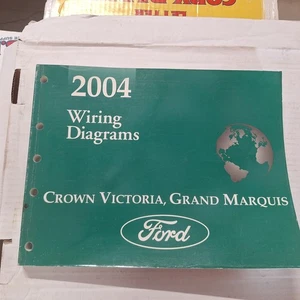 2004
Wiring
Diagrams
CROWN VICTORIA, GRAND MARQUIS
Ford